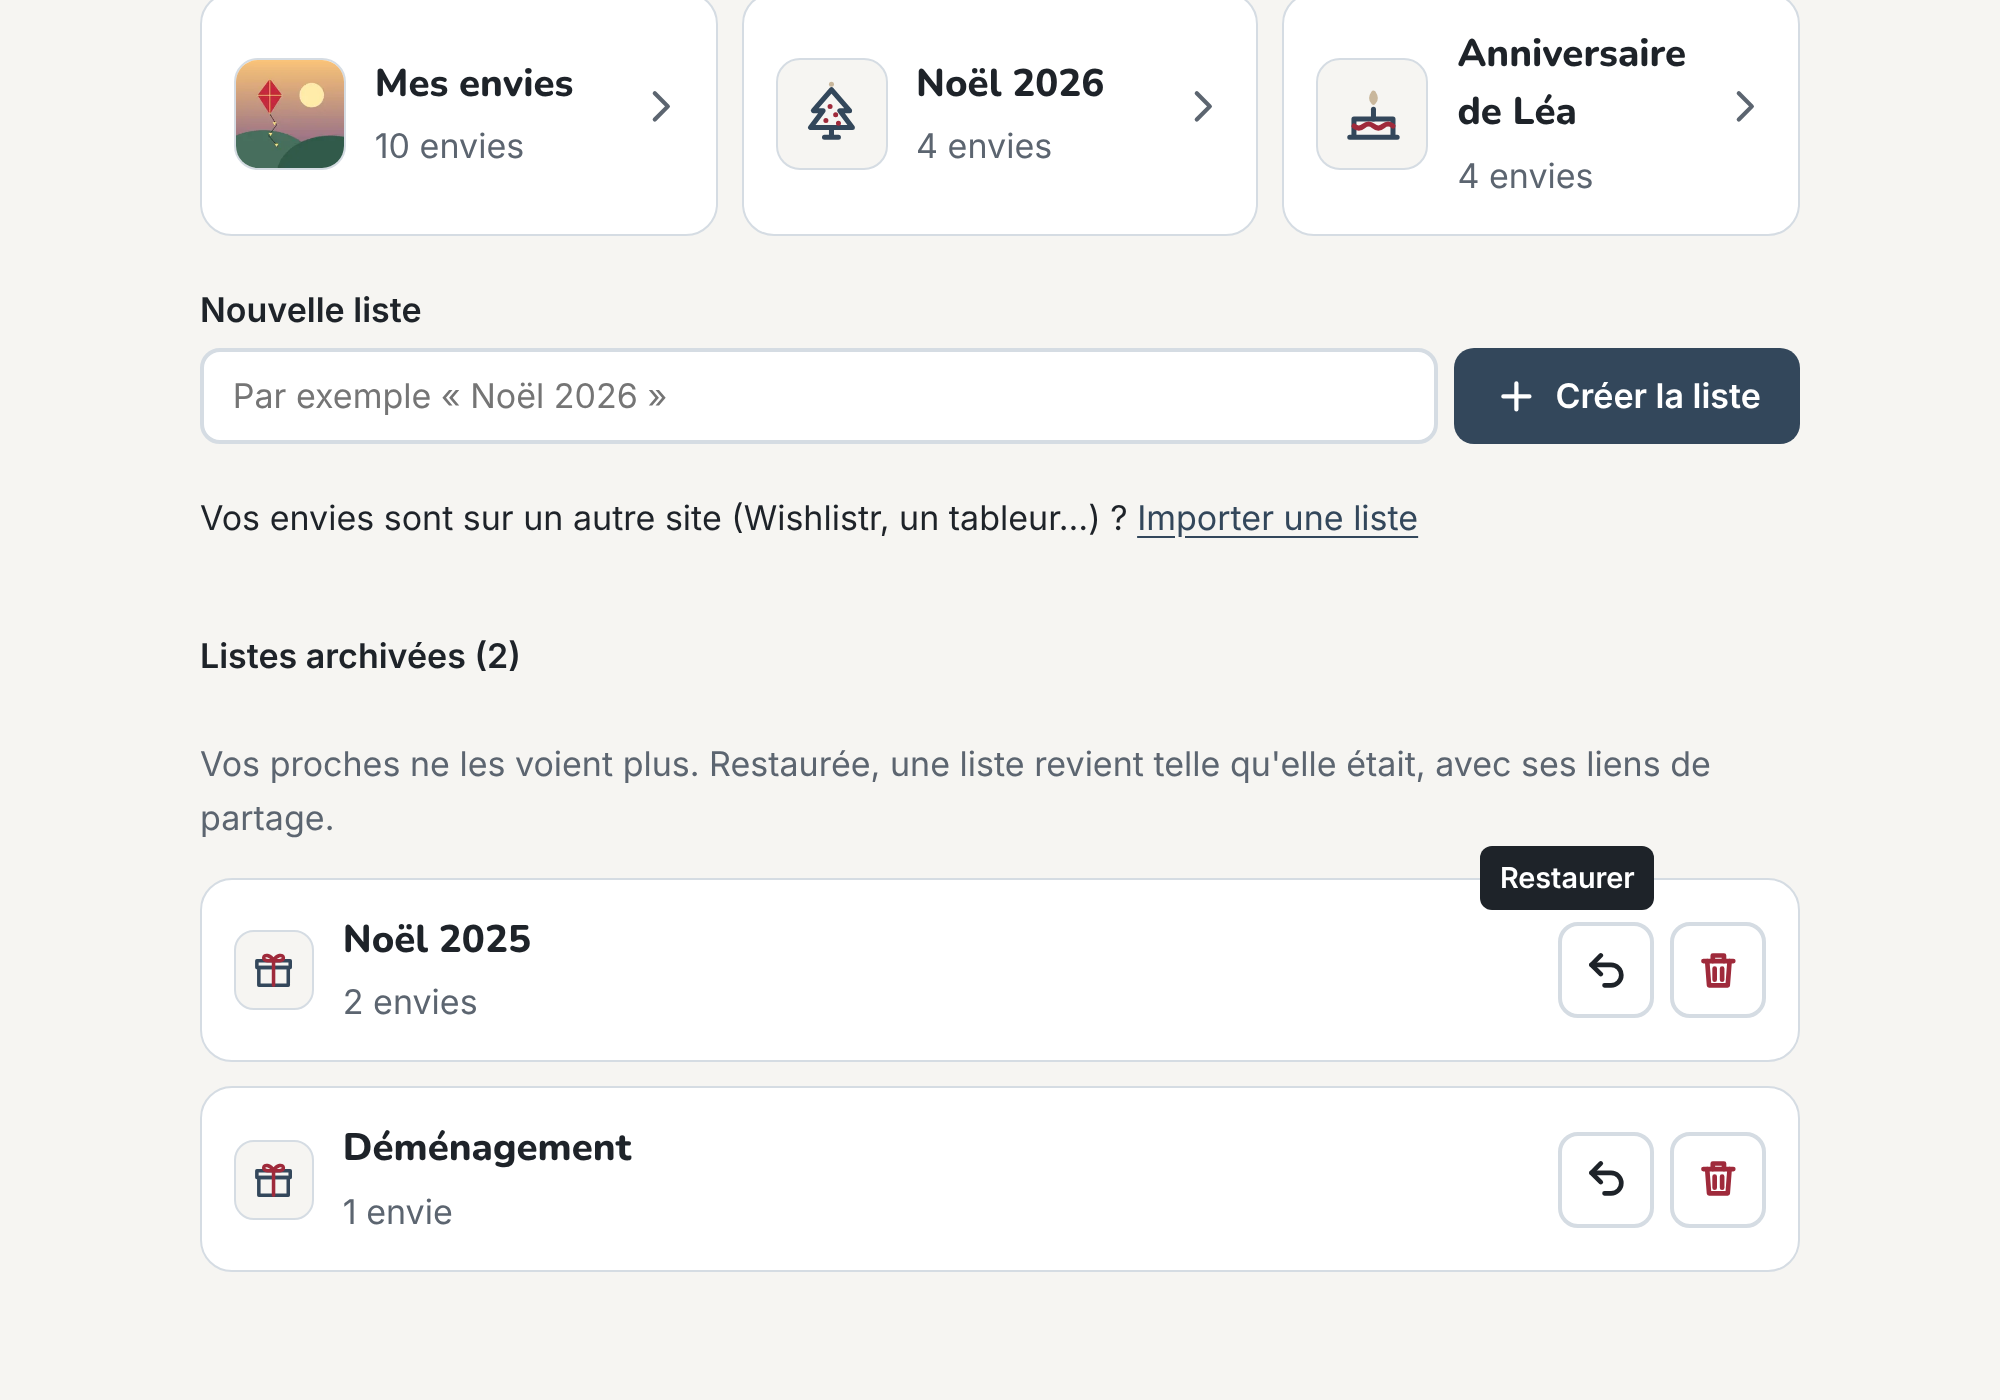 Mes envies
10 envies
Noël 2026
4 envies
Anniversaire
de Léa
4 envies
Nouvelle liste
Par exemple « Noël 2026 »
Créer la liste
Vos envies sont sur un autre site (Wishlistr, un tableur...) ? Importer une liste
Listes archivées (2)
Vos proches ne les voient plus. Restaurée, une liste revient telle qu'elle était, avec ses liens de
partage.
Restaurer
Noël 2025
2 envies
Déménagement
1 envie